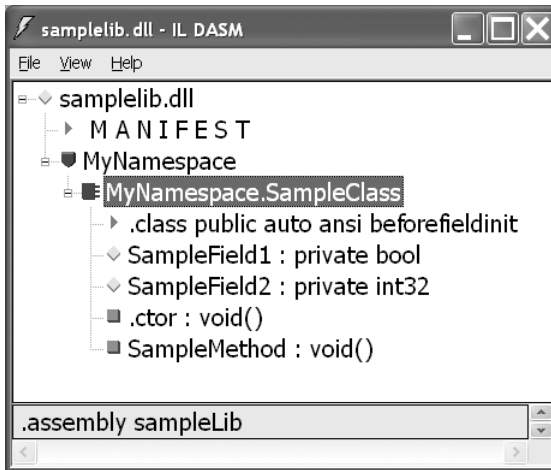 samplelib.dll - IL DASM
File View Help
samplelib.dll
M A N I F E S T
MyNamespace
MyNamespace.SampleClass
.class public auto ansi beforefieldinit
SampleField1 : private bool
SampleField2 : private int32
.ctor : void()
SampleMethod : void()
.assembly sampleLib